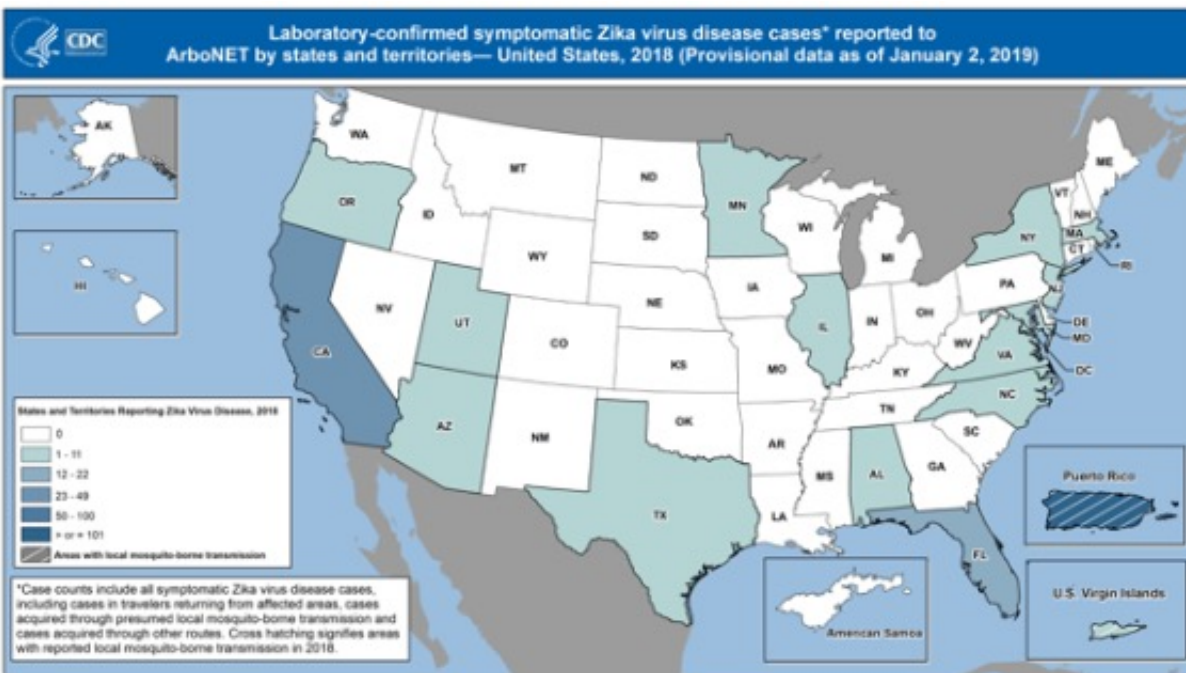 CDC
Laboratory-confirmed symptomatic Zika virus disease cases* reported to
ArboNET by states and territories— United States, 2018 (Provisional data as of January 2, 2019)
AK
WA
MT
ND
MN
ME
VT
NH
OR
ID
SD
WI
NY
MA
CT
RI
WY
MI
HI
IA
PA
NJ
NV
NE
OH
DE
UT
IL
IN
MD
CA
CO
WV
VA
DC
KS
MO
KY
NC
AZ
NM
OK
TN
AR
SC
MS
AL
GA
TX
LA
FL
States and Territories Reporting Zika Virus Disease, 2018
0
1 - 11
12 - 22
23 - 49
50 - 100
> or = 101
Areas with local mosquito-borne transmission
Puerto Rico
*Case counts include all symptomatic Zika virus disease cases,
including cases in travelers returning from affected areas, cases
acquired through presumed local mosquito-borne transmission and
cases acquired through other routes. Cross hatching signifies areas
with reported local mosquito-borne transmission in 2018.
American Samoa
U.S. Virgin Islands